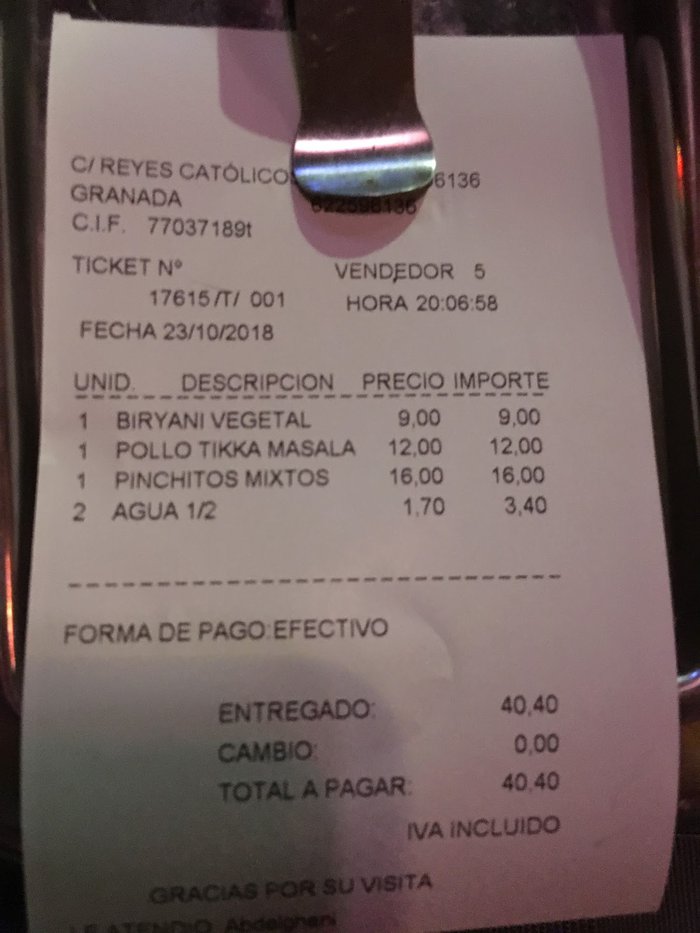 C/ REYES CATÓLICOS 6136
GRANADA
C.I.F. 77037189t
TICKET Nº VENDEDOR 5
17615/T/ 001 HORA 20:06:58
FECHA 23/10/2018
UNID. DESCRIPCION PRECIO IMPORTE
1 BIRYANI VEGETAL 9,00 9,00
1 POLLO TIKKA MASALA 12,00 12,00
1 PINCHITOS MIXTOS 16,00 16,00
2 AGUA 1/2 1,70 3,40
FORMA DE PAGO:EFECTIVO
ENTREGADO: 40,40
CAMBIO: 0,00
TOTAL A PAGAR: 40,40
IVA INCLUIDO
GRACIAS POR SU VISITA
LE ATENDIO Abdelghani